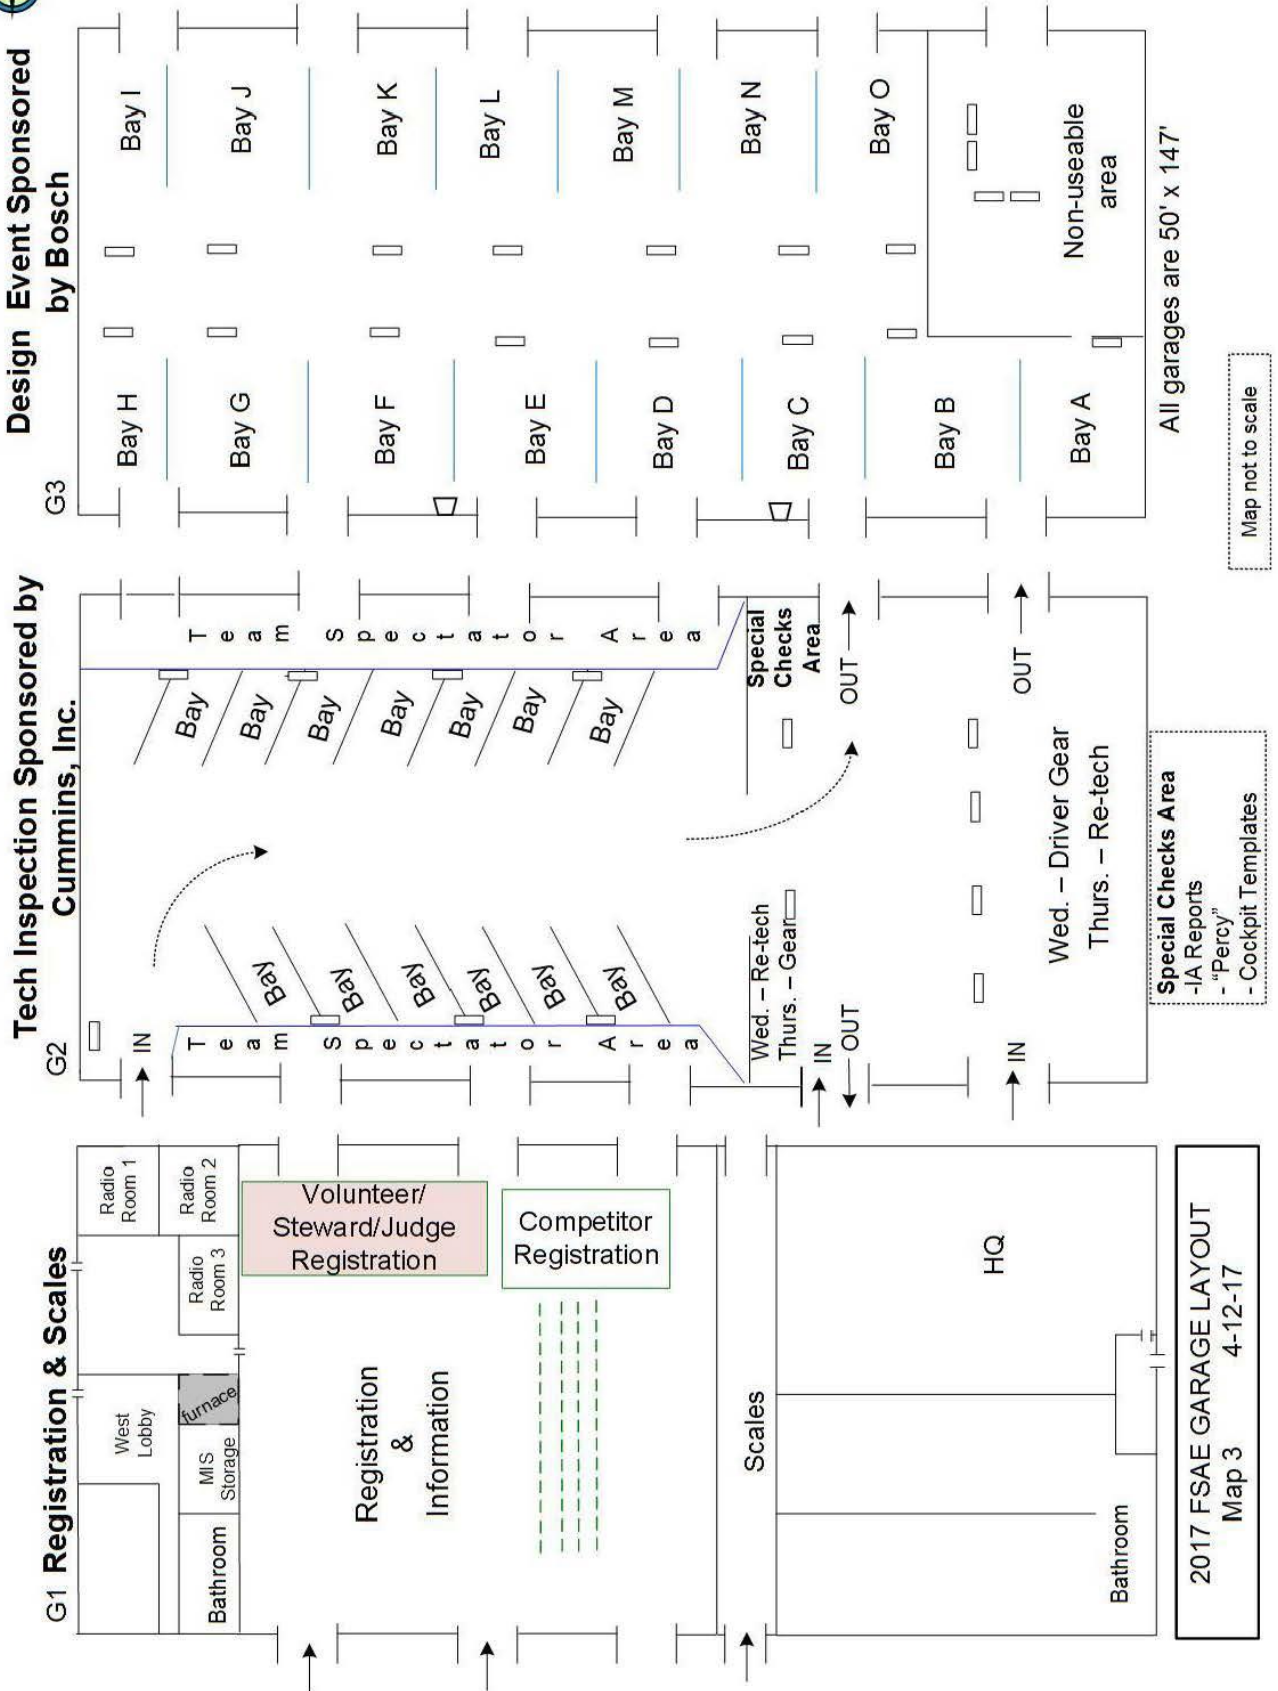 G1 Registration & Scales
Radio
Room 1
Radio
Room 2
Radio
Room 3
West
Lobby
furnace
MIS
Storage
Bathroom
Volunteer/
Steward/Judge
Registration
Competitor
Registration
Registration
&
Information
Scales
HQ
Bathroom
2017 FSAE GARAGE LAYOUT
Map 3 4-12-17
Tech Inspection Sponsored by
Cummins, Inc.
G2
IN
Team Spectator Area
Bay
Bay
Bay
Bay
Bay
Bay
Team Spectator Area
Bay
Bay
Bay
Bay
Bay
Bay
Bay
Special
Checks
Area
OUT
OUT
Wed. – Re-tech
Thurs. – Gear
IN
OUT
IN
Wed. – Driver Gear
Thurs. – Re-tech
Special Checks Area
-IA Reports
- “Percy”
- Cockpit Templates
Design Event Sponsored
by Bosch
G3
Bay H
Bay G
Bay F
Bay E
Bay D
Bay C
Bay B
Bay A
Bay I
Bay J
Bay K
Bay L
Bay M
Bay N
Bay O
Non-useable
area
All garages are 50' x 147'
Map not to scale